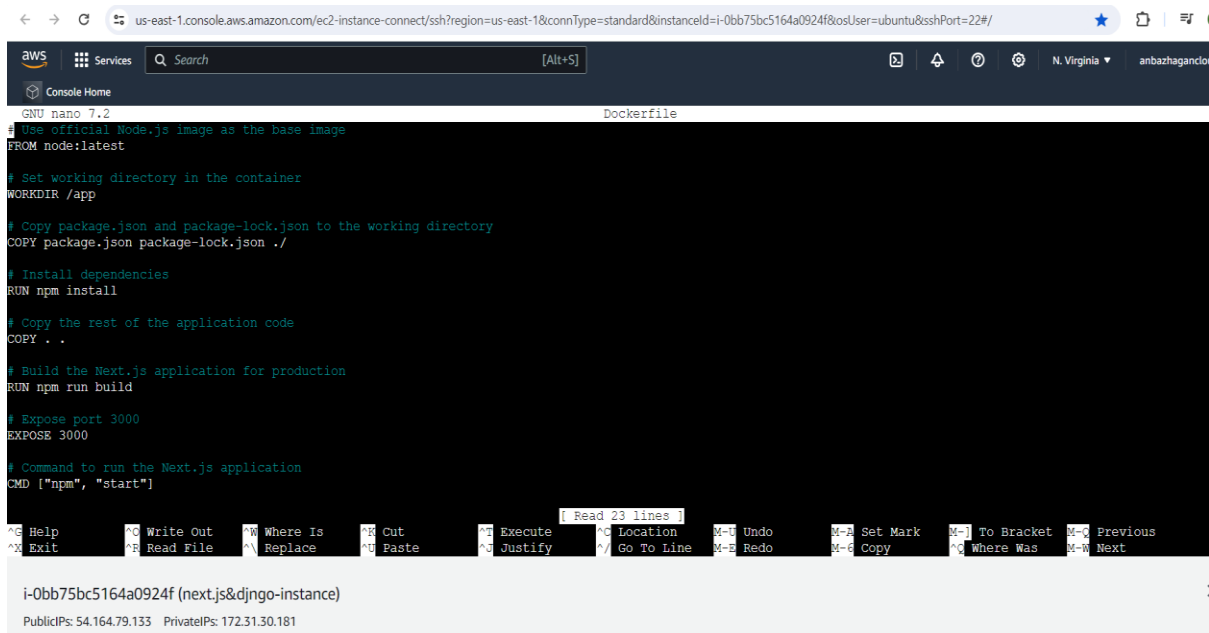 us-east-1.console.aws.amazon.com/ec2-instance-connect/ssh?region=us-east-1&connType=standard&instanceId=i-0bb75bc5164a0924f&osUser=ubuntu&sshPort=22#/
aws Services Search [Alt+S] N. Virginia ▼ anbazhaganclou
Console Home
GNU nano 7.2 Dockerfile
# Use official Node.js image as the base image
FROM node:latest
# Set working directory in the container
WORKDIR /app
# Copy package.json and package-lock.json to the working directory
COPY package.json package-lock.json ./
# Install dependencies
RUN npm install
# Copy the rest of the application code
COPY . .
# Build the Next.js application for production
RUN npm run build
# Expose port 3000
EXPOSE 3000
# Command to run the Next.js application
CMD ["npm", "start"]
[ Read 23 lines ]
^G Help ^O Write Out ^W Where Is ^K Cut ^T Execute ^C Location M-U Undo M-A Set Mark M-] To Bracket M-Q Previous
^X Exit ^R Read File ^\ Replace ^U Paste ^J Justify ^/ Go To Line M-E Redo M-6 Copy ^Q Where Was M-W Next
i-0bb75bc5164a0924f (next.js&djngo-instance)
PublicIPs: 54.164.79.133 PrivateIPs: 172.31.30.181